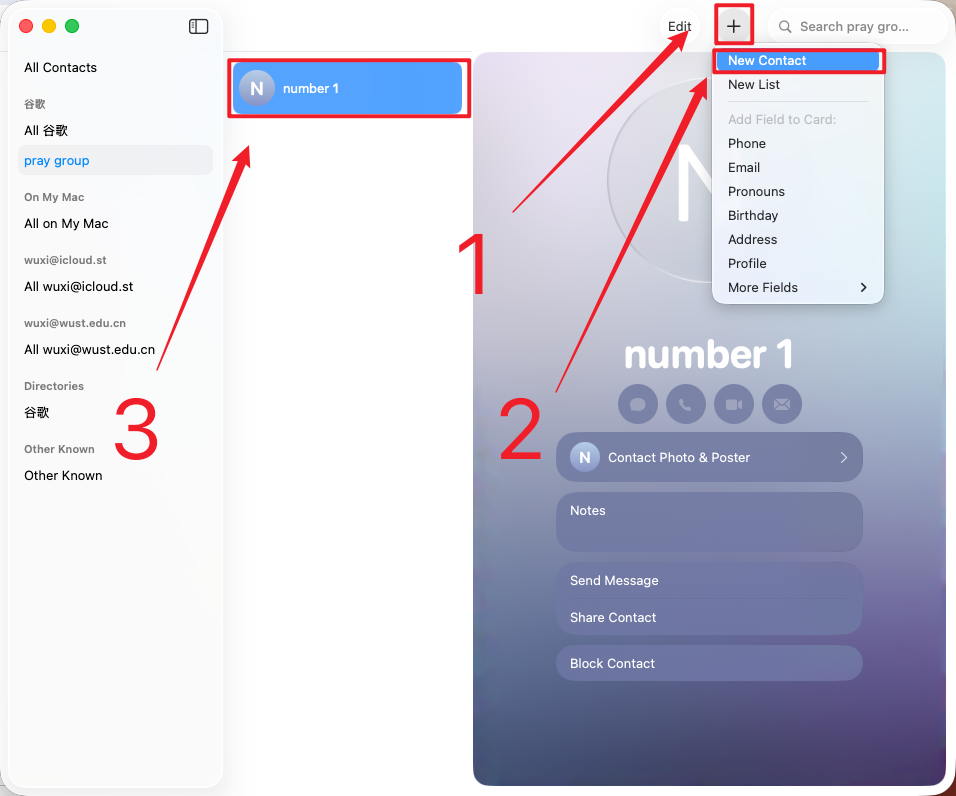 Edit
+
Search pray gro...
All Contacts
谷歌
All 谷歌
pray group
On My Mac
All on My Mac
wuxi@icloud.st
All wuxi@icloud.st
wuxi@wust.edu.cn
All wuxi@wust.edu.cn
Directories
谷歌
Other Known
Other Known
3
N number 1
1
2
New Contact
New List
Add Field to Card:
Phone
Email
Pronouns
Birthday
Address
Profile
More Fields
N
number 1
N Contact Photo & Poster
Notes
Send Message
Share Contact
Block Contact